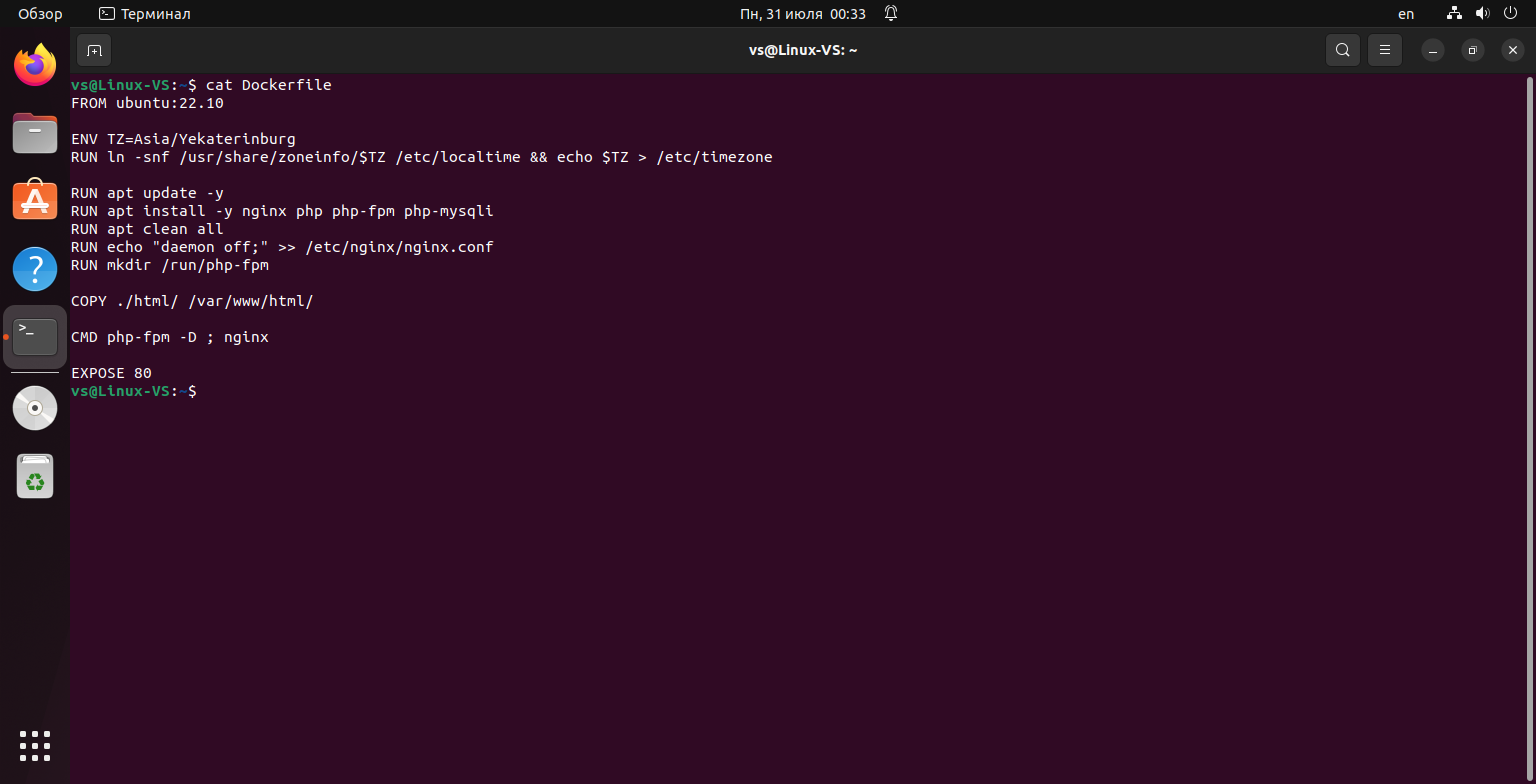 Обзор
Терминал
Пн, 31 июля 00:33
en
vs@Linux-VS: ~
vs@Linux-VS:~$ cat Dockerfile
FROM ubuntu:22.10
ENV TZ=Asia/Yekaterinburg
RUN ln -snf /usr/share/zoneinfo/$TZ /etc/localtime && echo $TZ > /etc/timezone
RUN apt update -y
RUN apt install -y nginx php php-fpm php-mysqli
RUN apt clean all
RUN echo "daemon off;" >> /etc/nginx/nginx.conf
RUN mkdir /run/php-fpm
COPY ./html/ /var/www/html/
CMD php-fpm -D ; nginx
EXPOSE 80
vs@Linux-VS:~$